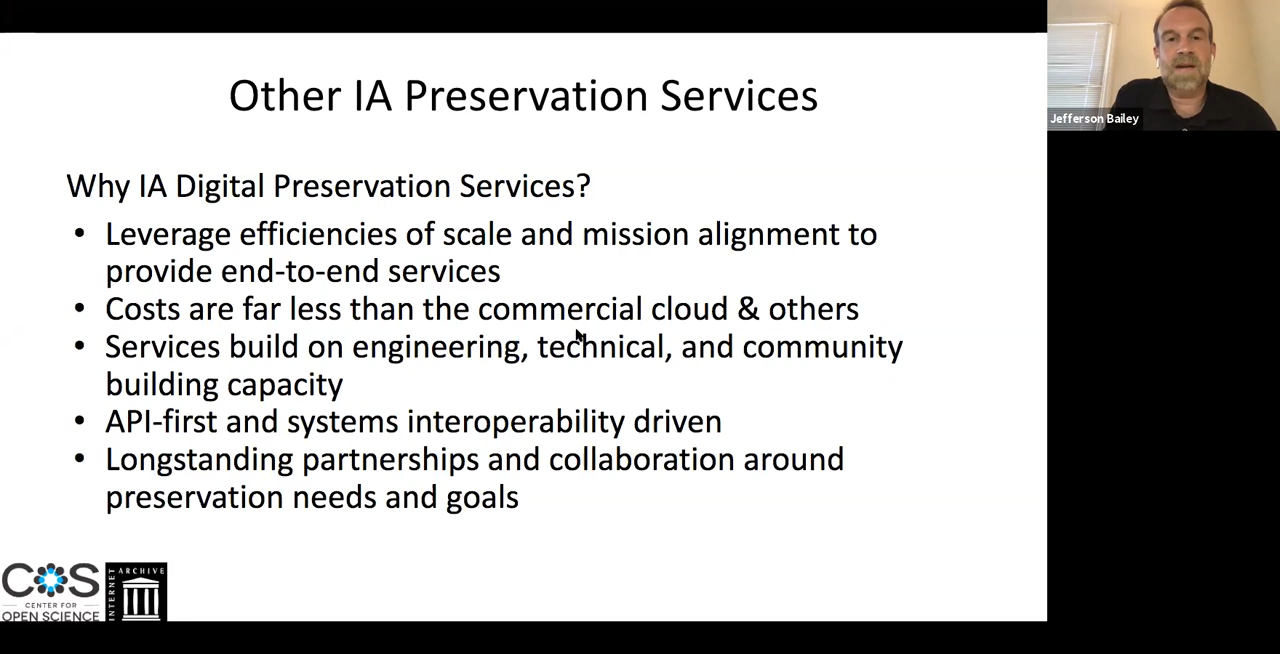 Other IA Preservation Services
Jefferson Bailey
Why IA Digital Preservation Services?
• Leverage efficiencies of scale and mission alignment to
provide end-to-end services
• Costs are far less than the commercial cloud & others
• Services build on engineering, technical, and community
building capacity
• API-first and systems interoperability driven
• Longstanding partnerships and collaboration around
preservation needs and goals
COS
CENTER FOR
OPEN SCIENCE
INTERNET
ARCHIVE